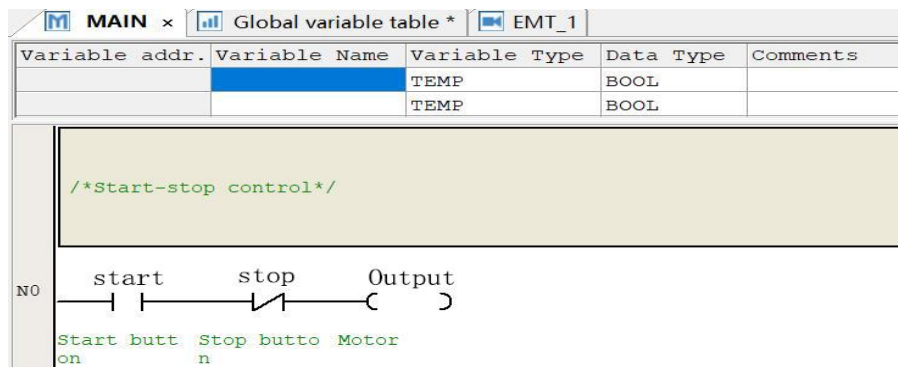 MAIN × Global variable table * EMT_1
Variable addr. Variable Name Variable Type Data Type Comments
TEMP BOOL
TEMP BOOL
/*Start-stop control*/
start stop Output
N0
Start butt Stop butto Motor
on n